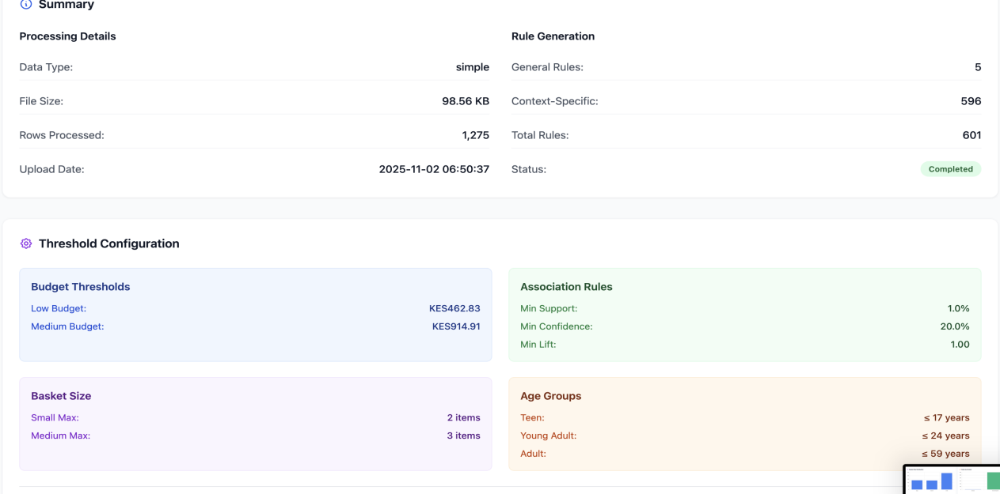 Summary
Processing Details
Data Type: simple
File Size: 98.56 KB
Rows Processed: 1,275
Upload Date: 2025-11-02 06:50:37
Rule Generation
General Rules: 5
Context-Specific: 596
Total Rules: 601
Status: Completed
Threshold Configuration
Budget Thresholds
Low Budget: KES462.83
Medium Budget: KES914.91
Association Rules
Min Support: 1.0%
Min Confidence: 20.0%
Min Lift: 1.00
Basket Size
Small Max: 2 items
Medium Max: 3 items
Age Groups
Teen: ≤ 17 years
Young Adult: ≤ 24 years
Adult: ≤ 59 years